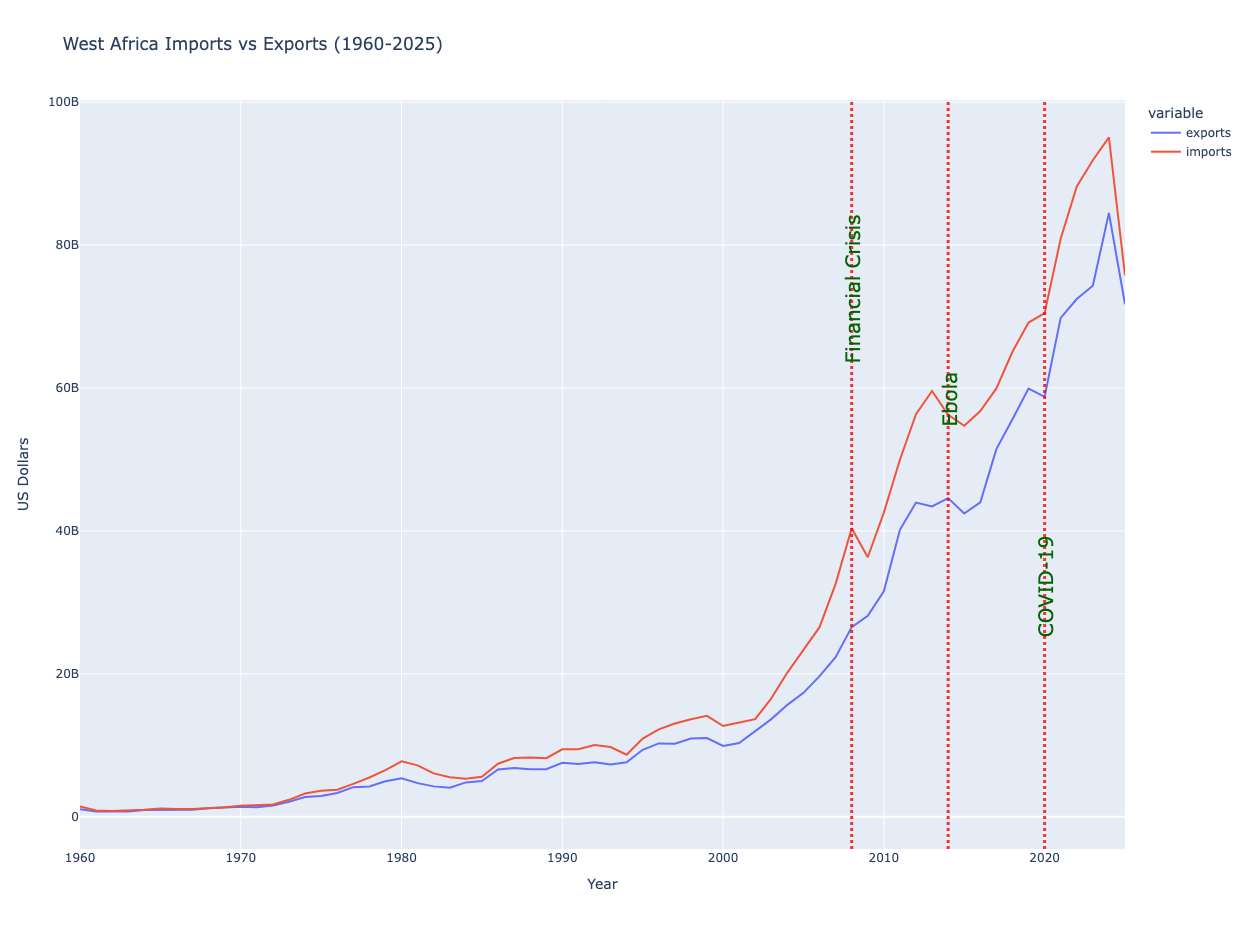 West Africa Imports vs Exports (1960-2025)
variable
exports
imports
100B
80B
60B
40B
20B
0
US Dollars
Financial Crisis
Ebola
COVID-19
1960
1970
1980
1990
2000
2010
2020
Year